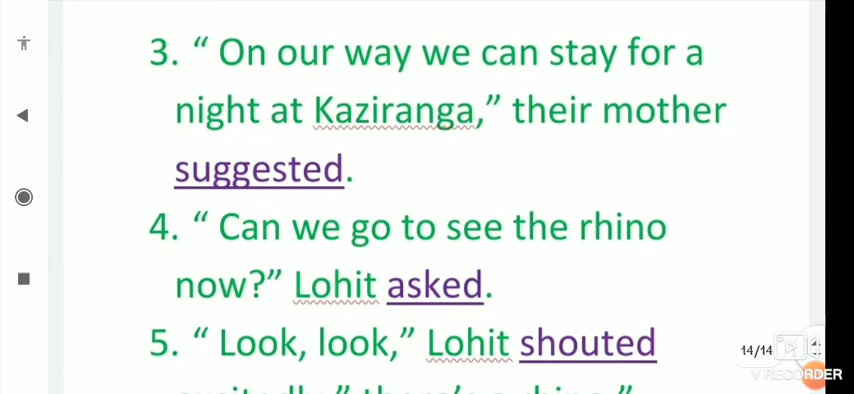 3. “ On our way we can stay for a
night at Kaziranga,” their mother
suggested.
4. “ Can we go to see the rhino
now?” Lohit asked.
5. “ Look, look,” Lohit shouted
14/14
V RECORDER